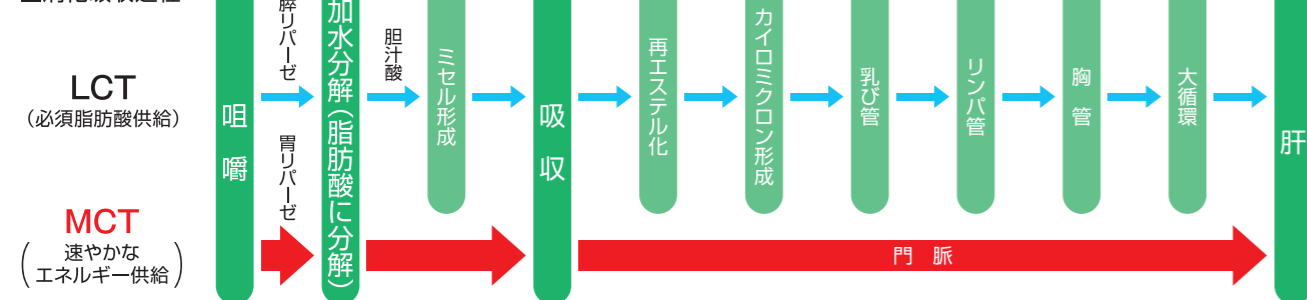 LCT
(必須脂肪酸供給)
MCT
速やかな
エネルギー供給
咀嚼
膵リパーゼ
胃リパーゼ
加水分解(脂肪酸に分解)
胆汁酸
ミセル形成
吸収
再エステル化
カイロミクロン形成
乳び管
リンパ管
胸管
大循環
門脈
肝